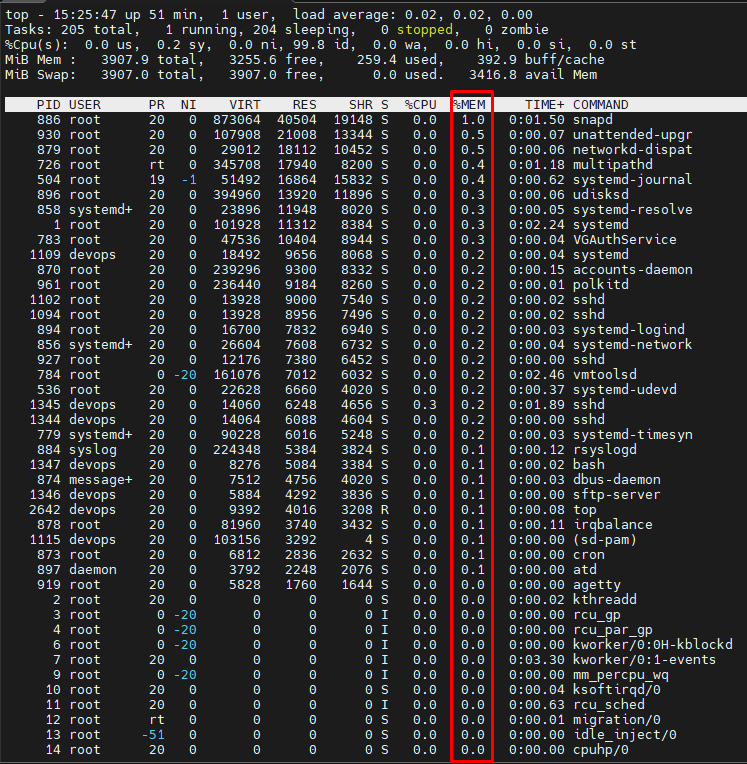 top - 15:25:47 up 51 min,  1 user,  load average: 0.02, 0.02, 0.00
Tasks: 205 total,   1 running, 204 sleeping,   0 stopped,   0 zombie
%Cpu(s):  0.0 us,  0.2 sy,  0.0 ni, 99.8 id,  0.0 wa,  0.0 hi,  0.0 si,  0.0 st
MiB Mem :   3907.9 total,   3255.6 free,    259.4 used,    392.9 buff/cache
MiB Swap:   3907.0 total,   3907.0 free,      0.0 used.   3416.8 avail Mem
PID USER      PR  NI    VIRT    RES    SHR S  %CPU  %MEM     TIME+ COMMAND
886 root      20   0  873064  40504  19148 S   0.0   1.0   0:01.50 snapd
930 root      20   0  107908  21008  13344 S   0.0   0.5   0:00.07 unattended-upgr
879 root      20   0   29012  18112  10452 S   0.0   0.5   0:00.06 networkd-dispat
726 root      rt   0  345708  17940   8200 S   0.0   0.4   0:01.18 multipathd
504 root      19  -1   51492  16864  15832 S   0.0   0.4   0:00.62 systemd-journal
896 root      20   0  394960  13920  11896 S   0.0   0.3   0:00.06 udisksd
858 systemd+  20   0   23896  11948   8020 S   0.0   0.3   0:00.05 systemd-resolve
1 root      20   0  101928  11312   8384 S   0.0   0.3   0:02.24 systemd
783 root      20   0   47536  10404   8944 S   0.0   0.3   0:00.04 VGAuthService
1109 devops    20   0   18492   9656   8068 S   0.0   0.2   0:00.04 systemd
870 root      20   0  239296   9300   8332 S   0.0   0.2   0:00.15 accounts-daemon
961 root      20   0  236440   9184   8260 S   0.0   0.2   0:00.01 polkitd
1102 root      20   0   13928   9000   7540 S   0.0   0.2   0:00.02 sshd
1094 root      20   0   13928   8956   7496 S   0.0   0.2   0:00.02 sshd
894 root      20   0   16700   7832   6940 S   0.0   0.2   0:00.03 systemd-logind
856 systemd+  20   0   26604   7608   6732 S   0.0   0.2   0:00.04 systemd-network
927 root      20   0   12176   7380   6452 S   0.0   0.2   0:00.00 sshd
784 root       0 -20  161076   7012   6032 S   0.0   0.2   0:02.46 vmtoolsd
536 root      20   0   22628   6660   4020 S   0.0   0.2   0:00.37 systemd-udevd
1345 devops    20   0   14060   6248   4656 S   0.3   0.2   0:01.89 sshd
1344 devops    20   0   14064   6088   4604 S   0.0   0.2   0:00.00 sshd
779 systemd+  20   0   90228   6016   5248 S   0.0   0.2   0:00.03 systemd-timesyn
884 syslog    20   0  224348   5384   3824 S   0.0   0.1   0:00.12 rsyslogd
1347 devops    20   0    8276   5084   3384 S   0.0   0.1   0:00.02 bash
874 message+  20   0    7512   4756   4020 S   0.0   0.1   0:00.03 dbus-daemon
1346 devops    20   0    5884   4292   3836 S   0.0   0.1   0:00.00 sftp-server
2642 devops    20   0    9392   4016   3208 R   0.0   0.1   0:00.08 top
878 root      20   0   81960   3740   3432 S   0.0   0.1   0:00.11 irqbalance
1115 devops    20   0  103156   3292      4 S   0.0   0.1   0:00.00 (sd-pam)
873 root      20   0    6812   2836   2632 S   0.0   0.1   0:00.00 cron
897 daemon    20   0    3792   2248   2076 S   0.0   0.1   0:00.00 atd
919 root      20   0    5828   1760   1644 S   0.0   0.0   0:00.00 agetty
2 root      20   0       0      0      0 S   0.0   0.0   0:00.02 kthreadd
3 root       0 -20       0      0      0 I   0.0   0.0   0:00.00 rcu_gp
4 root       0 -20       0      0      0 I   0.0   0.0   0:00.00 rcu_par_gp
6 root       0 -20       0      0      0 I   0.0   0.0   0:00.00 kworker/0:0H-kblockd
7 root      20   0       0      0      0 I   0.0   0.0   0:03.30 kworker/0:1-events
9 root       0 -20       0      0      0 I   0.0   0.0   0:00.00 mm_percpu_wq
10 root      20   0       0      0      0 S   0.0   0.0   0:00.04 ksoftirqd/0
11 root      20   0       0      0      0 I   0.0   0.0   0:00.63 rcu_sched
12 root      rt   0       0      0      0 S   0.0   0.0   0:00.01 migration/0
13 root     -51   0       0      0      0 S   0.0   0.0   0:00.00 idle_inject/0
14 root      20   0       0      0      0 S   0.0   0.0   0:00.00 cpuhp/0